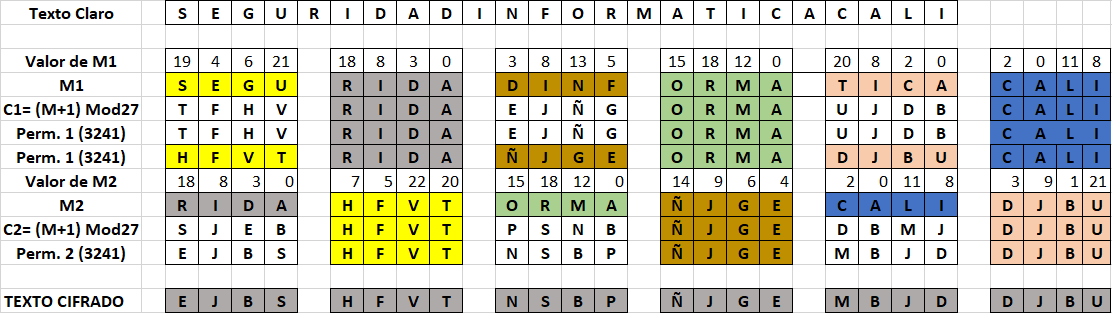 Texto Claro S E G U R I D A D I N F O R M A T I C A C A L I
Valor de M1 19 4 6 21 18 8 3 0 3 8 13 5 15 18 12 0 20 8 2 0 2 0 11 8
M1 S E G U R I D A D I N F O R M A T I C A C A L I
C1= (M+1) Mod27 T F H V R I D A E J Ñ G O R M A U J D B C A L I
Perm. 1 (3241) T F H V R I D A E J Ñ G O R M A U J D B C A L I
Perm. 1 (3241) H F V T R I D A Ñ J G E O R M A D J B U C A L I
Valor de M2 18 8 3 0 7 5 22 20 15 18 12 0 14 9 6 4 2 0 11 8 3 9 1 21
M2 R I D A H F V T O R M A Ñ J G E C A L I D J B U
C2= (M+1) Mod27 S J E B H F V T P S N B Ñ J G E D B M J D J B U
Perm. 2 (3241) E J B S H F V T N S B P Ñ J G E M B J D D J B U
TEXTO CIFRADO E J B S H F V T N S B P Ñ J G E M B J D D J B U